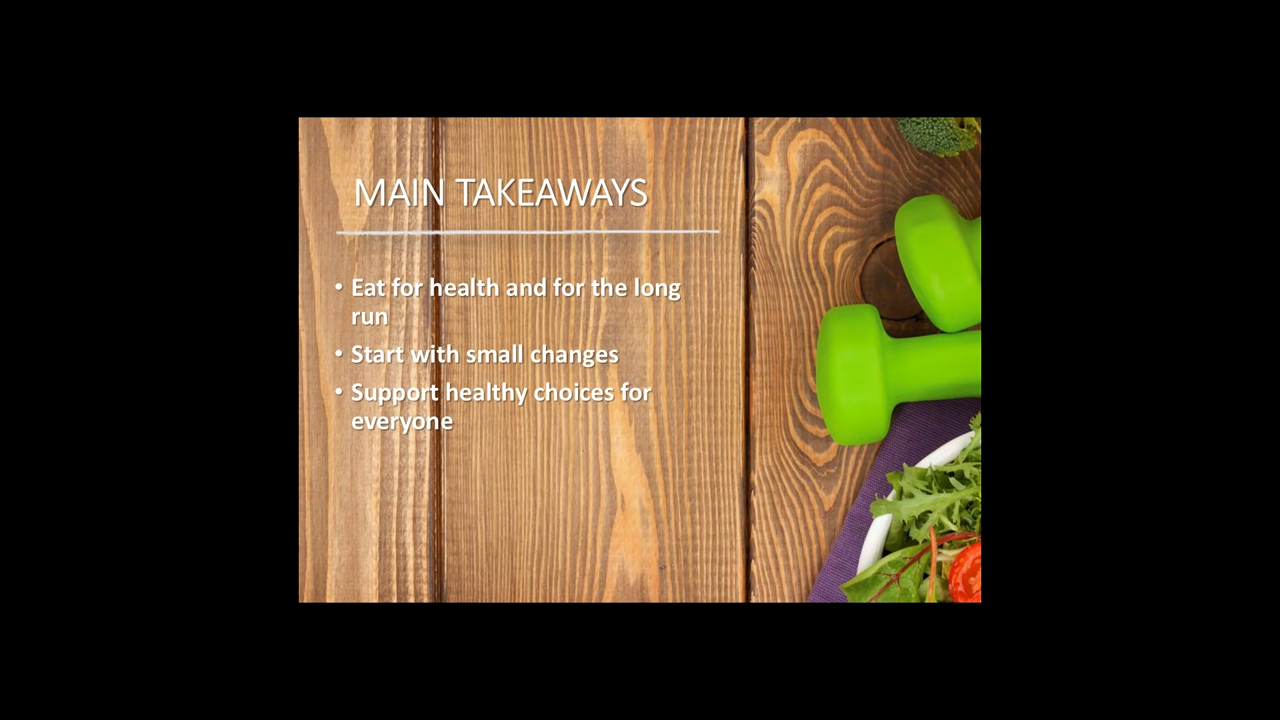 MAIN TAKEAWAYS
• Eat for health and for the long
run
• Start with small changes
• Support healthy choices for
everyone